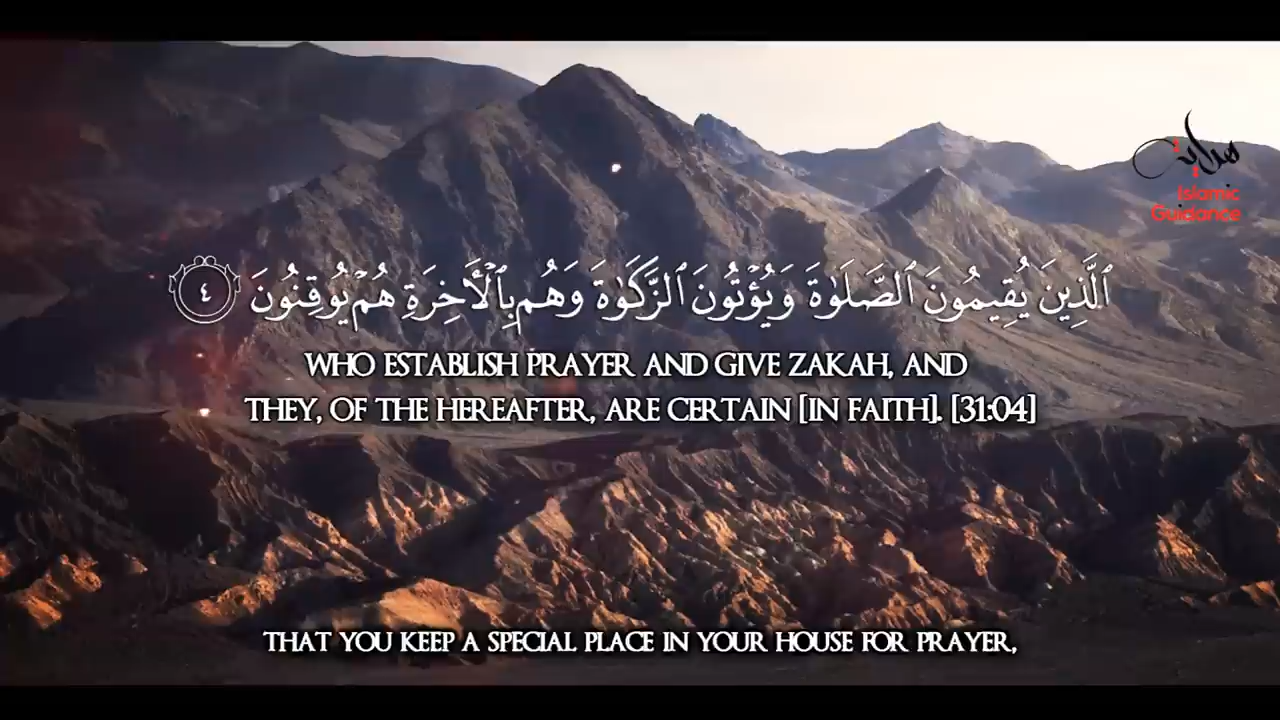 هداية
Islamic
Guidance
ٱلَّذِينَ يُقِيمُونَ ٱلصَّلَوٰةَ وَيُؤْتُونَ ٱلزَّكَوٰةَ وَهُم بِٱلْأَخِرَةِ هُمْ يُوقِنُونَ ٤
WHO ESTABLISH PRAYER AND GIVE ZAKAH, AND
THEY, OF THE HEREAFTER, ARE CERTAIN [IN FAITH]. [31:04]
THAT YOU KEEP A SPECIAL PLACE IN YOUR HOUSE FOR PRAYER,